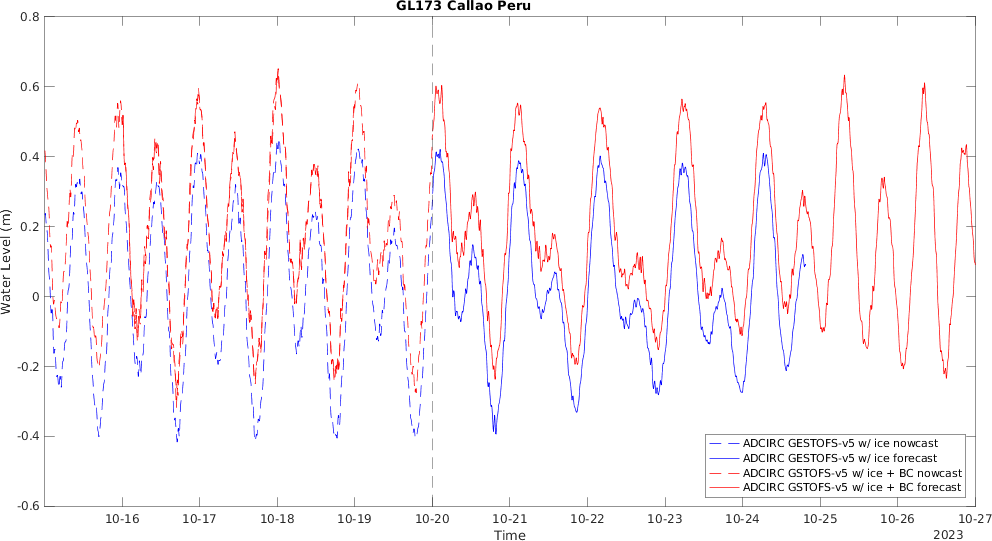 GL173 Callao Peru
0.8
0.6
0.4
0.2
0
-0.2
-0.4
-0.6
Water Level (m)
ADCIRC GESTOFS-v5 w/ ice nowcast
ADCIRC GESTOFS-v5 w/ ice forecast
ADCIRC GSTOFS-v5 w/ ice + BC nowcast
ADCIRC GSTOFS-v5 w/ ice + BC forecast
10-16 10-17 10-18 10-19 10-20 10-21 10-22 10-23 10-24 10-25 10-26 10-27
Time
2023